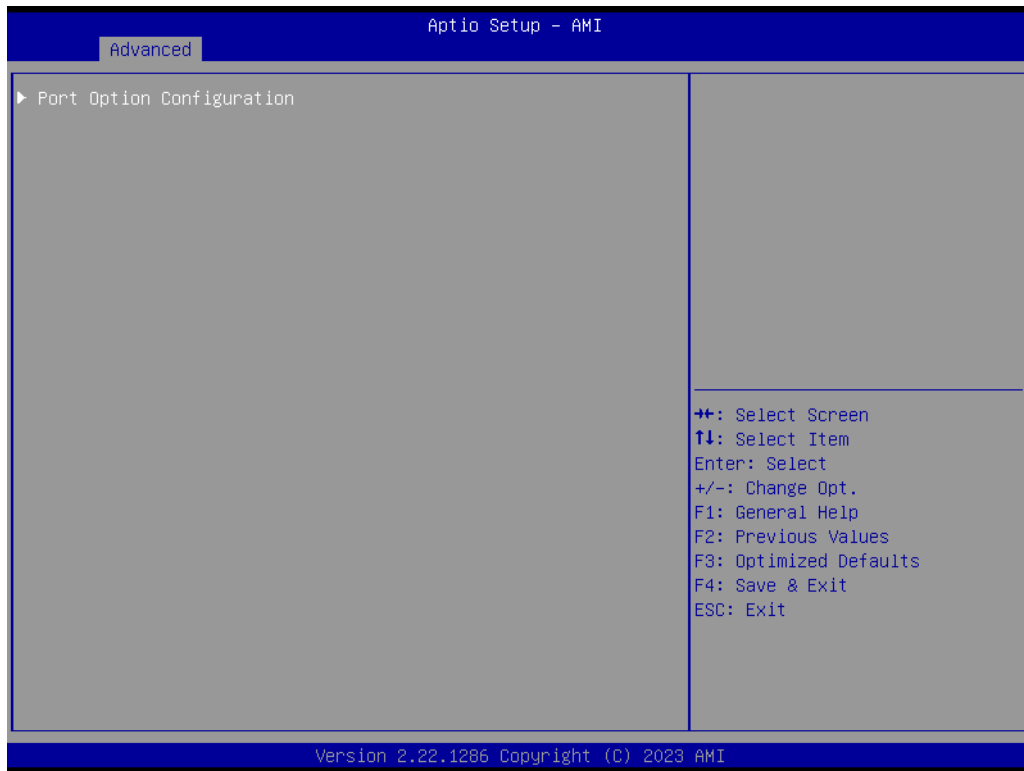 Aptio Setup – AMI
Advanced
▶ Port Option Configuration
→←: Select Screen
↑↓: Select Item
Enter: Select
+/-: Change Opt.
F1: General Help
F2: Previous Values
F3: Optimized Defaults
F4: Save & Exit
ESC: Exit
Version 2.22.1286 Copyright (C) 2023 AMI